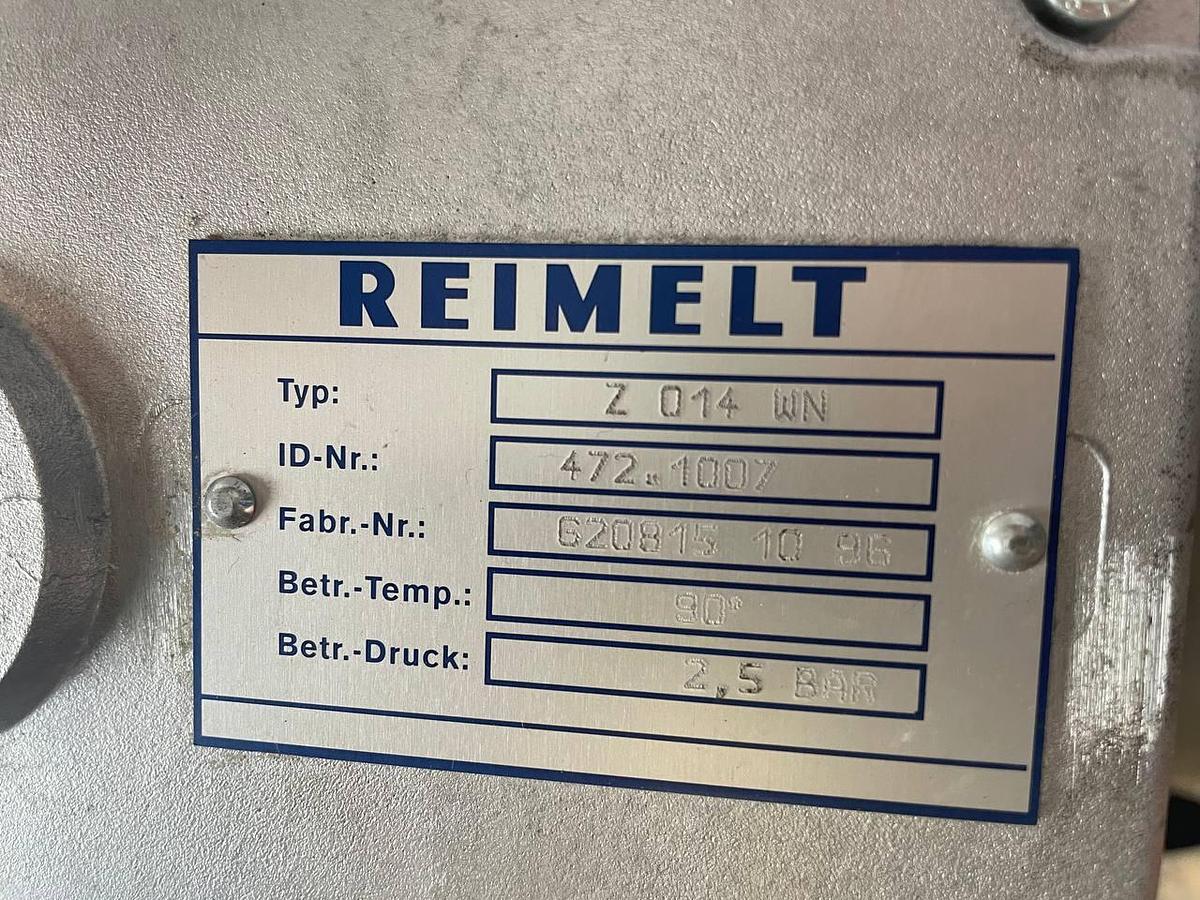 REIMELT
Typ: Z 014 WN
ID-Nr.: 472.1007
Fabr.-Nr.: 620815 10 96
Betr.-Temp.: 90°
Betr.-Druck: 2,5 BAR